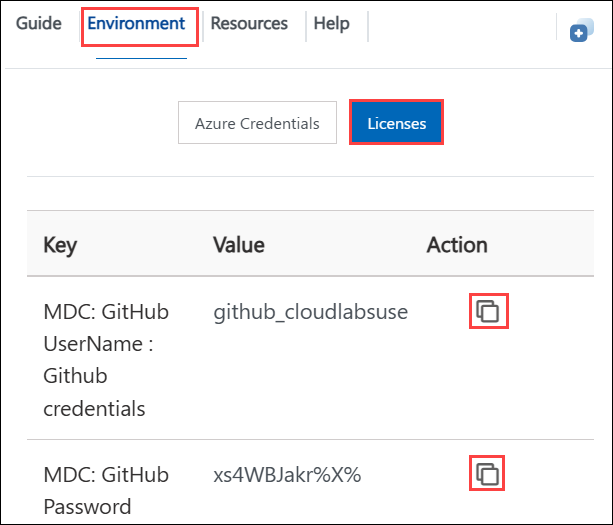 Guide Environment Resources Help
Azure Credentials Licenses
Key Value Action
MDC: GitHub github_cloudlabsuse
UserName :
Github
credentials
MDC: GitHub xs4WBJakr%X%
Password